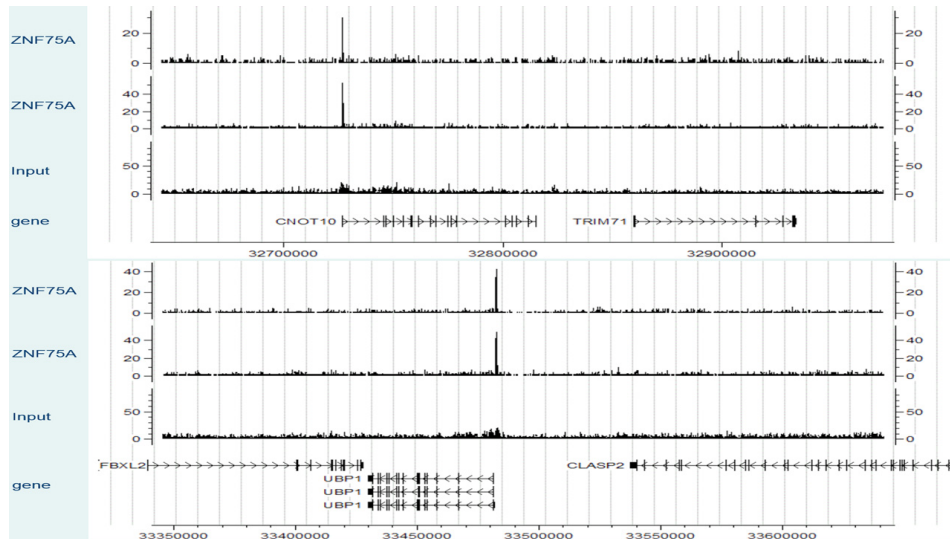 ZNF75A 20 0 20 0
ZNF75A 40 20 0 40 20 0
Input 50 0 50 0
gene CNOT10 TRIM71
32700000 32800000 32900000
ZNF75A 40 20 0 40 20 0
ZNF75A 40 20 0 40 20 0
Input 50 0 50 0
FBXL2 CLASP2
gene UBP1
UBP1
UBP1
33350000 33400000 33450000 33500000 33550000 33600000